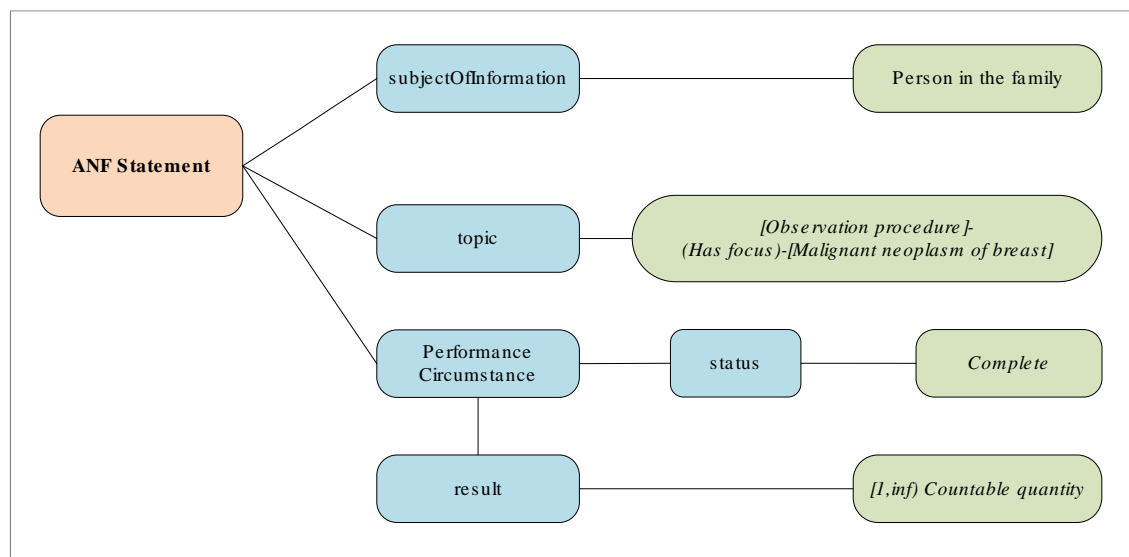 subjectOfInformation
Person in the family
ANF Statement
topic
[Observation procedure]-
(Has focus)-[Malignant neoplasm of breast]
Performance
Circumstance
status
Complete
result
[1,inf) Countable quantity